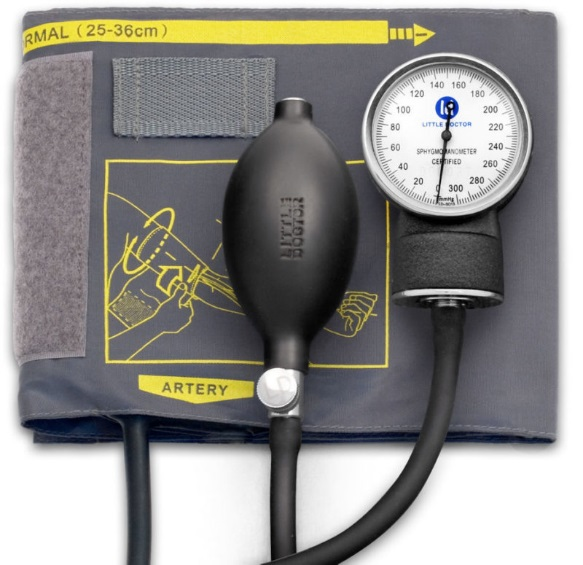 RMAL (25-36cm)
140 160
120 180
100 200
80 220
60 240
40 260
20 280
0 300
LITTLE DOCTOR
SPHYGMOMANOMETER
CERTIFIED
LITTLE
DOCTOR
ARTERY